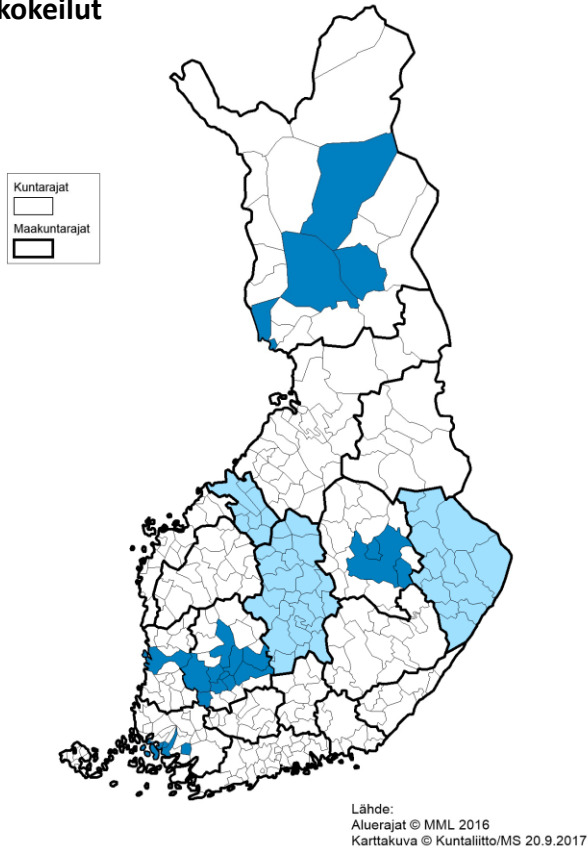 kokeilut
Kuntarajat
Maakuntarajat
Lähde:
Aluerajat © MML 2016
Karttakuva © Kuntaliitto/MS 20.9.2017